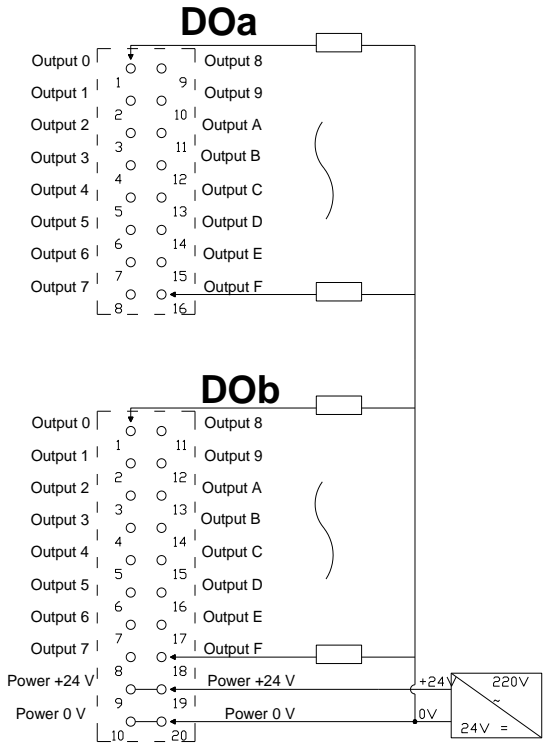 DOa
Output 0 Output 8
1 9
Output 1 Output 9
2 10
Output 2 Output A
3 11
Output 3 Output B
4 12
Output 4 Output C
5 13
Output 5 Output D
6 14
Output 6 Output E
7 15
Output 7 Output F
8 16
DOb
Output 0 Output 8
1 11
Output 1 Output 9
2 12
Output 2 Output A
3 13
Output 3 Output B
4 14
Output 4 Output C
5 15
Output 5 Output D
6 16
Output 6 Output E
7 17
Output 7 Output F
8 18
Power +24 V Power +24 V +24V 220V
9 19 ~
Power 0 V Power 0 V 0V
10 20 24V =